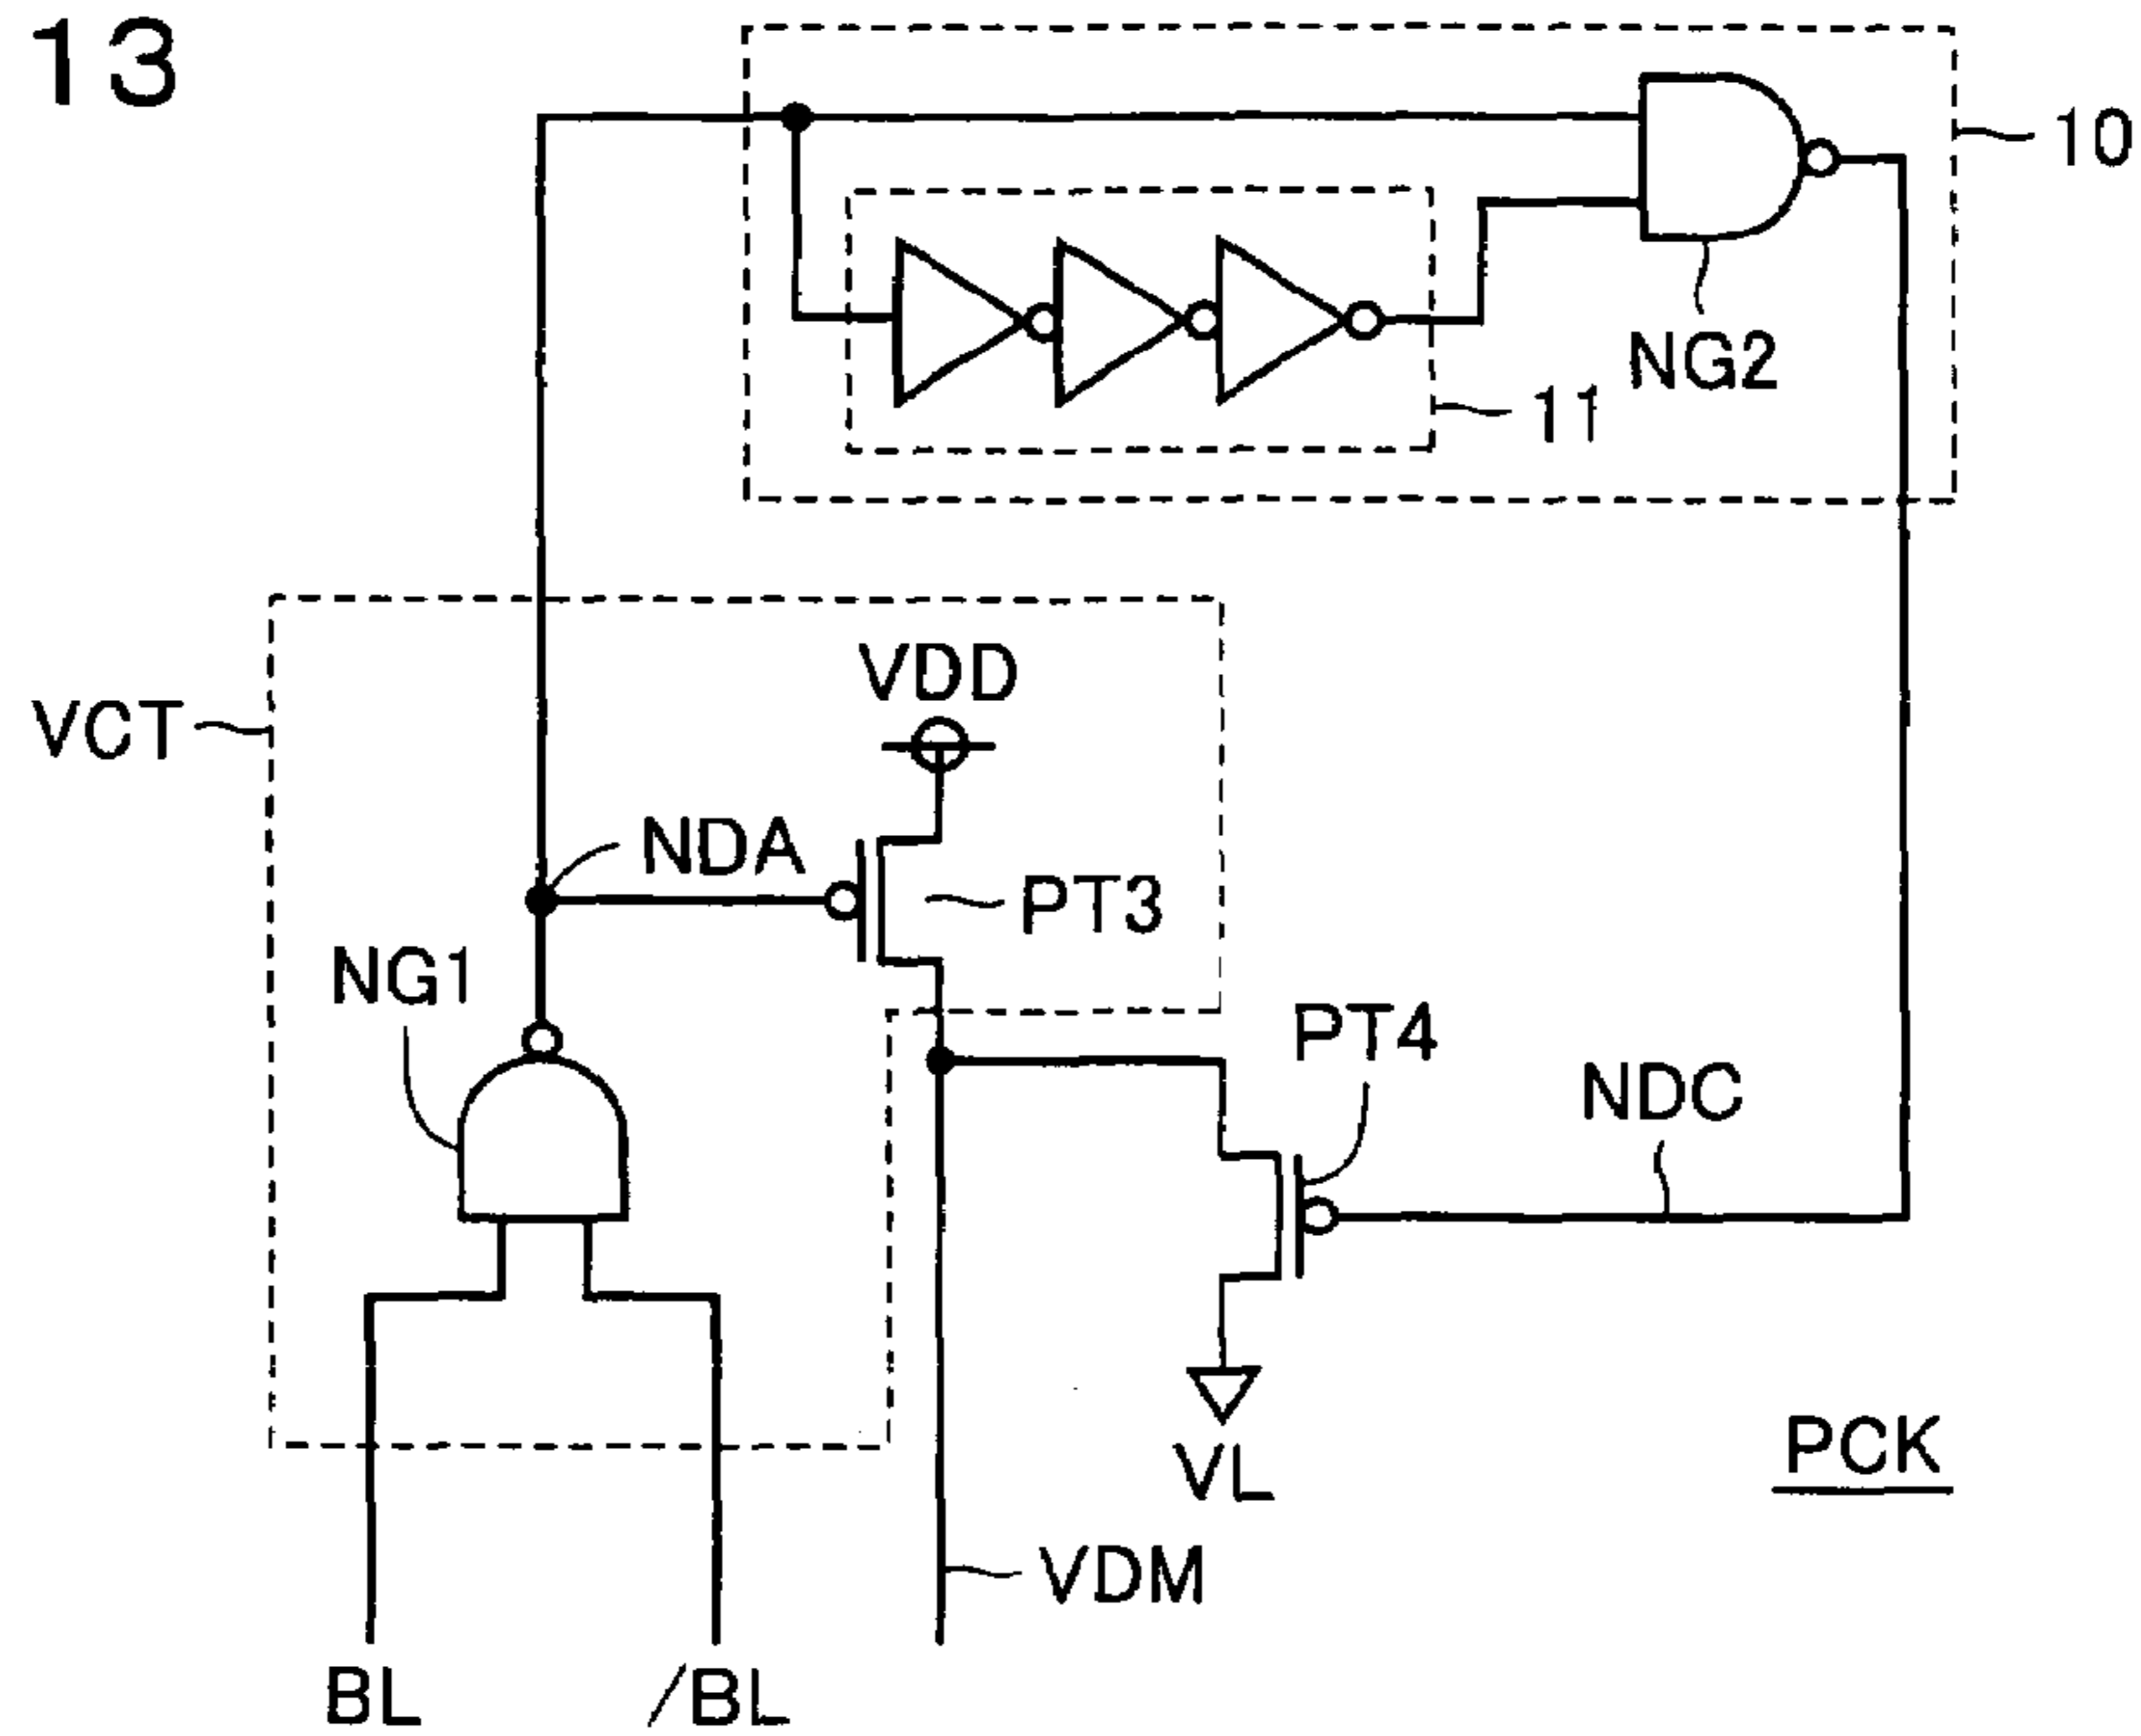 13
10
NG2
11
VDD
VCT
NDA
PT3
NG1
PT4
NDC
PCK
VL
VDM
BL
/BL